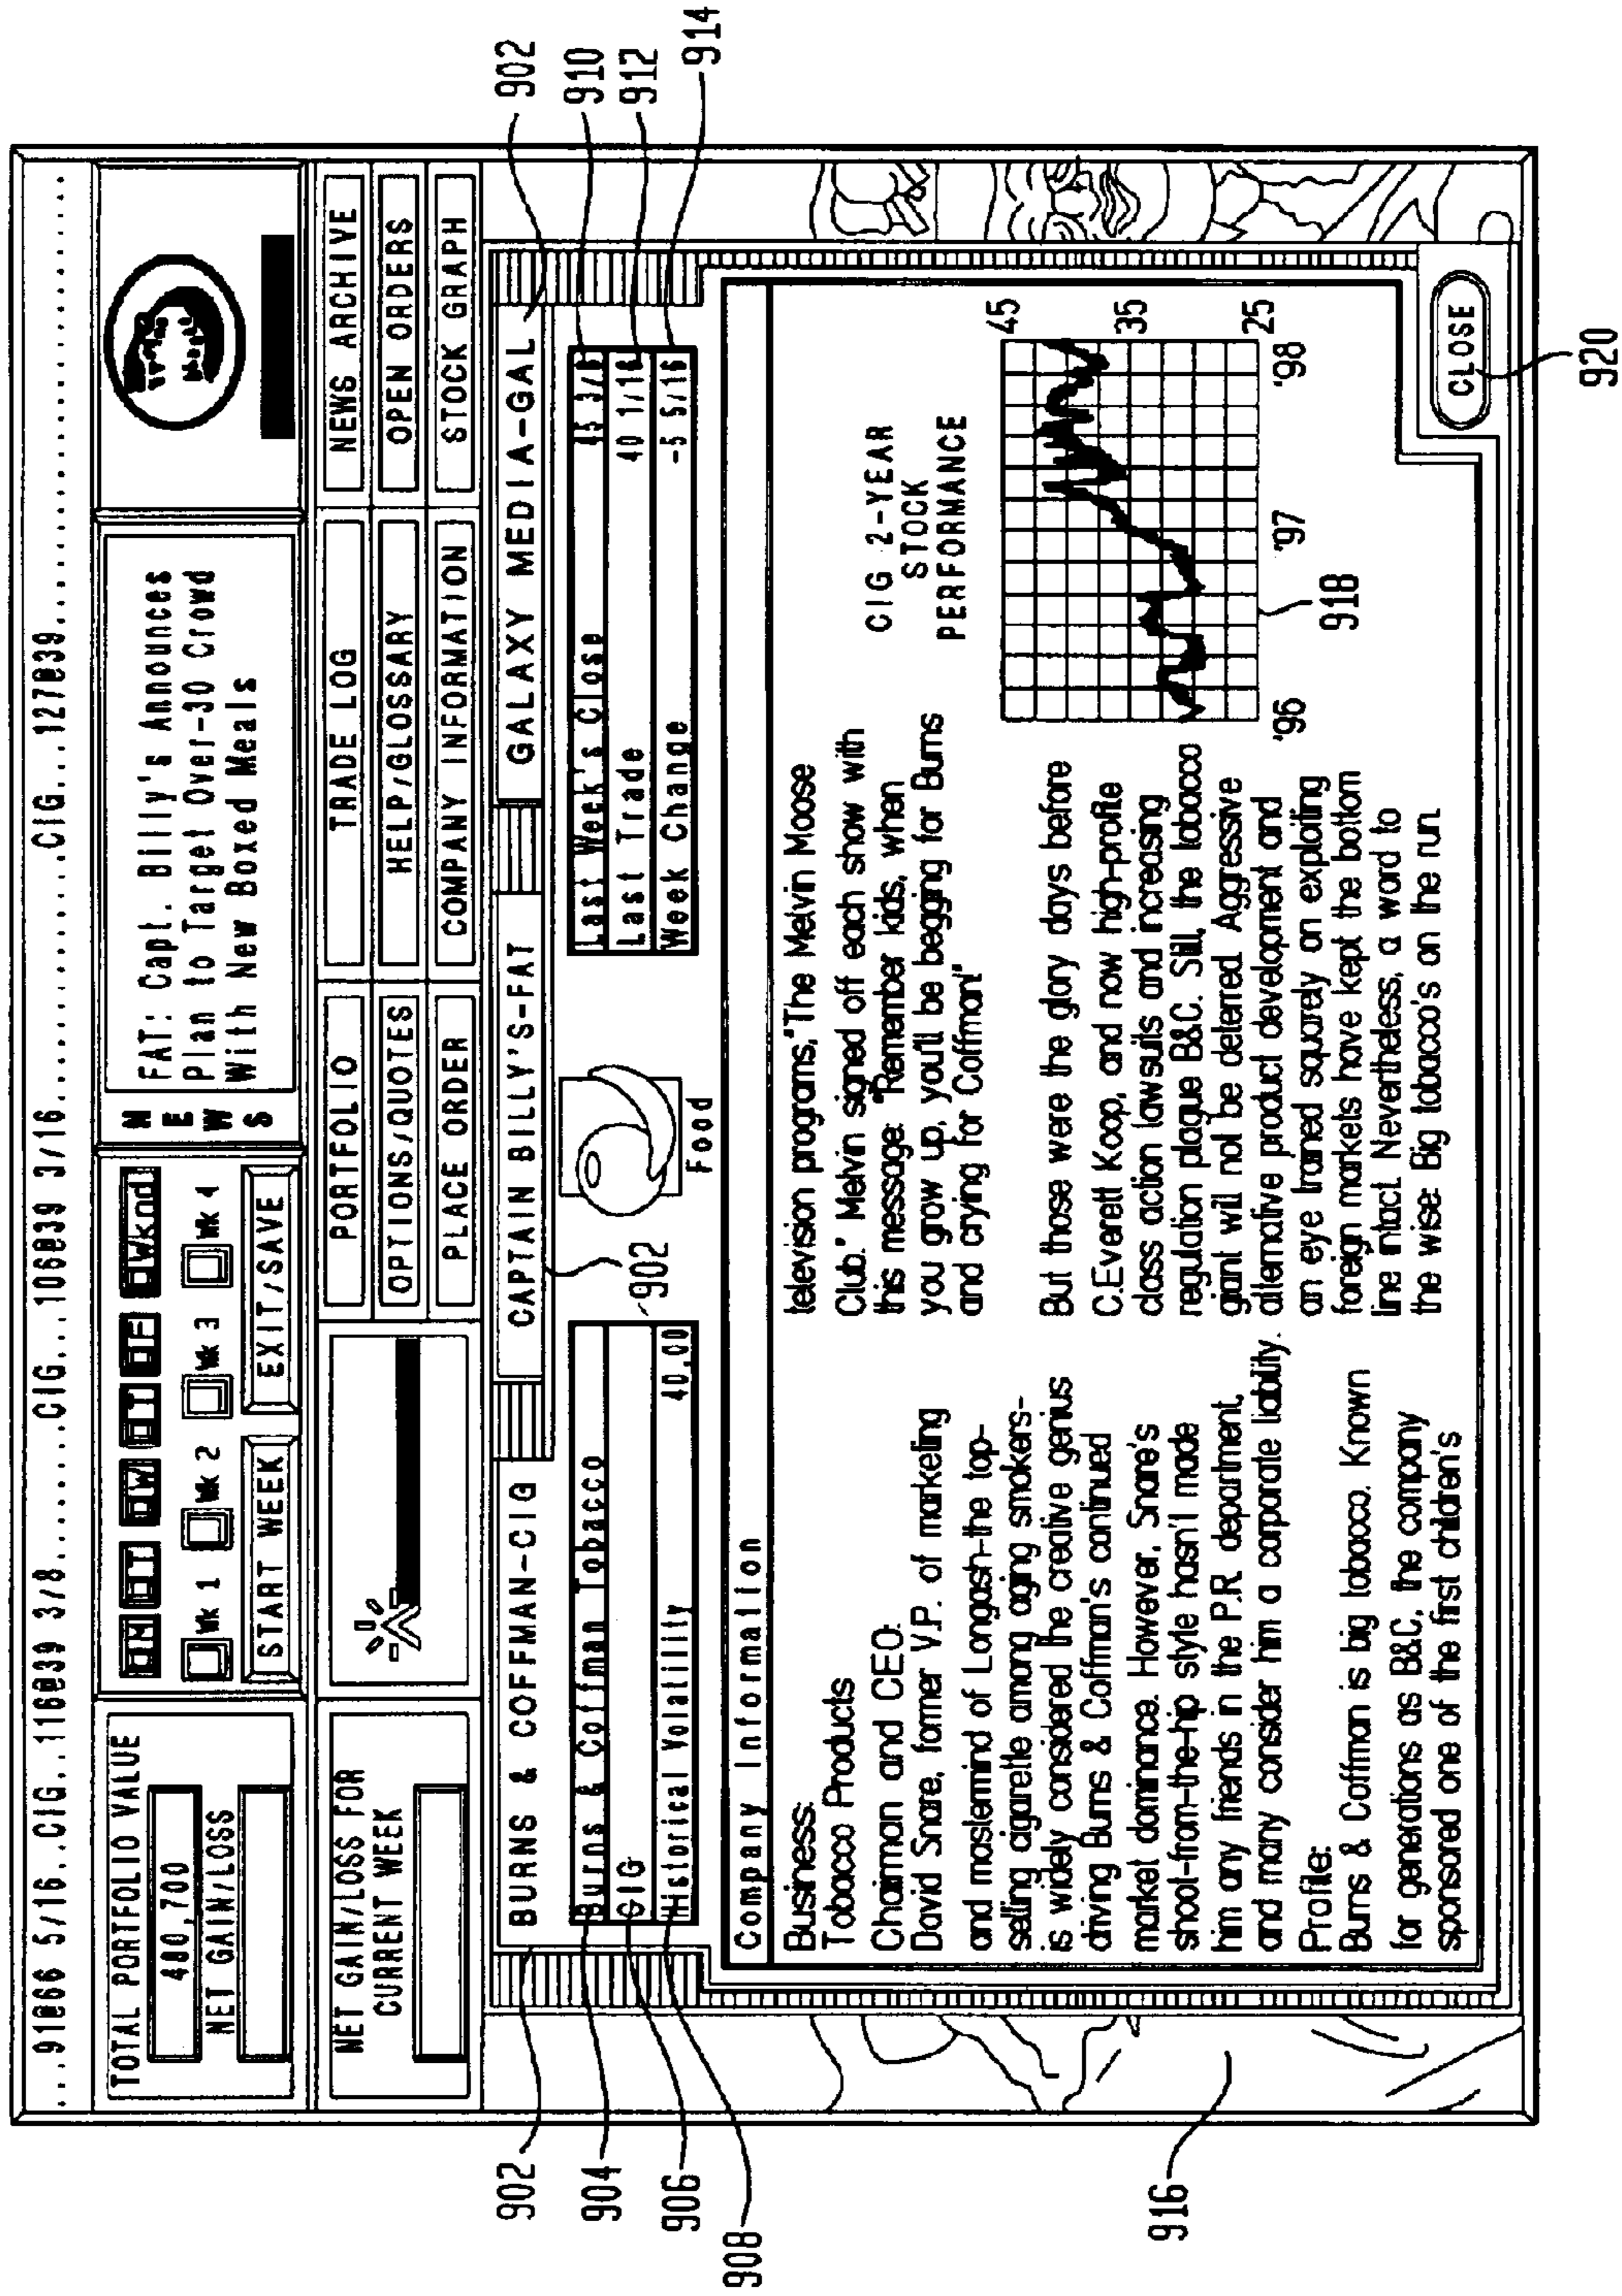 ...91@66 5/16..CIG..116@39 3/8.......CIG...106@39 3/16..............CIG..127@39
TOTAL PORTFOLIO VALUE
480,700
NET GAIN/LOSS
M T W T F Wknd
Wk 1 Wk 2 Wk 3 Wk 4
START WEEK EXIT/SAVE
NEWS
FAT: Capt. Billy's Announces
Plan to Target Over-30 Crowd
With New Boxed Meals
NET GAIN/LOSS FOR
CURRENT WEEK
PORTFOLIO TRADE LOG NEWS ARCHIVE
OPTIONS/QUOTES HELP/GLOSSARY OPEN ORDERS
PLACE ORDER COMPANY INFORMATION STOCK GRAPH
BURNS & COFFMAN-CIG CAPTAIN BILLY'S-FAT GALAXY MEDIA-GAL
Burns & Coffman Tobacco
CIG
Historical Volatility 40.00
Food
Last Week's Close 45 3/8
Last Trade 40 1/16
Week Change -5 5/16
Company Information
Business:
Tobacco Products
Chairman and CEO:
David Snare, former V.P. of marketing
and mastermind of Longash-the top-
selling cigarette among aging smokers-
is widely considered the creative genius
driving Burns & Coffman's continued
market dominance. However, Snare's
shoot-from-the-hip style hasn't made
him any friends in the P.R. department,
and many consider him a corporate liability.
Profile:
Burns & Coffman is big tobacco. Known
for generations as B&C, the company
sponsored one of the first children's
television programs,"The Melvin Moose
Club." Melvin signed off each show with
this message: "Remember kids, when
you grow up, you'll be begging for Burns
and crying for Coffman!"
But those were the glory days before
C.Everett Koop, and now high-profile
class action lawsuits and increasing
regulation plague B&C. Still, the tobacco
giant will not be deterred. Aggressive
alternative product development and
an eye trained squarely on exploiting
foreign markets have kept the bottom
line intact. Nevertheless, a word to
the wise: Big tobacco's on the run.
CIG 2-YEAR
STOCK
PERFORMANCE
45
35
25
'96 '97 '98
CLOSE
902
904
906
908
916
902
918
902
910
912
914
920